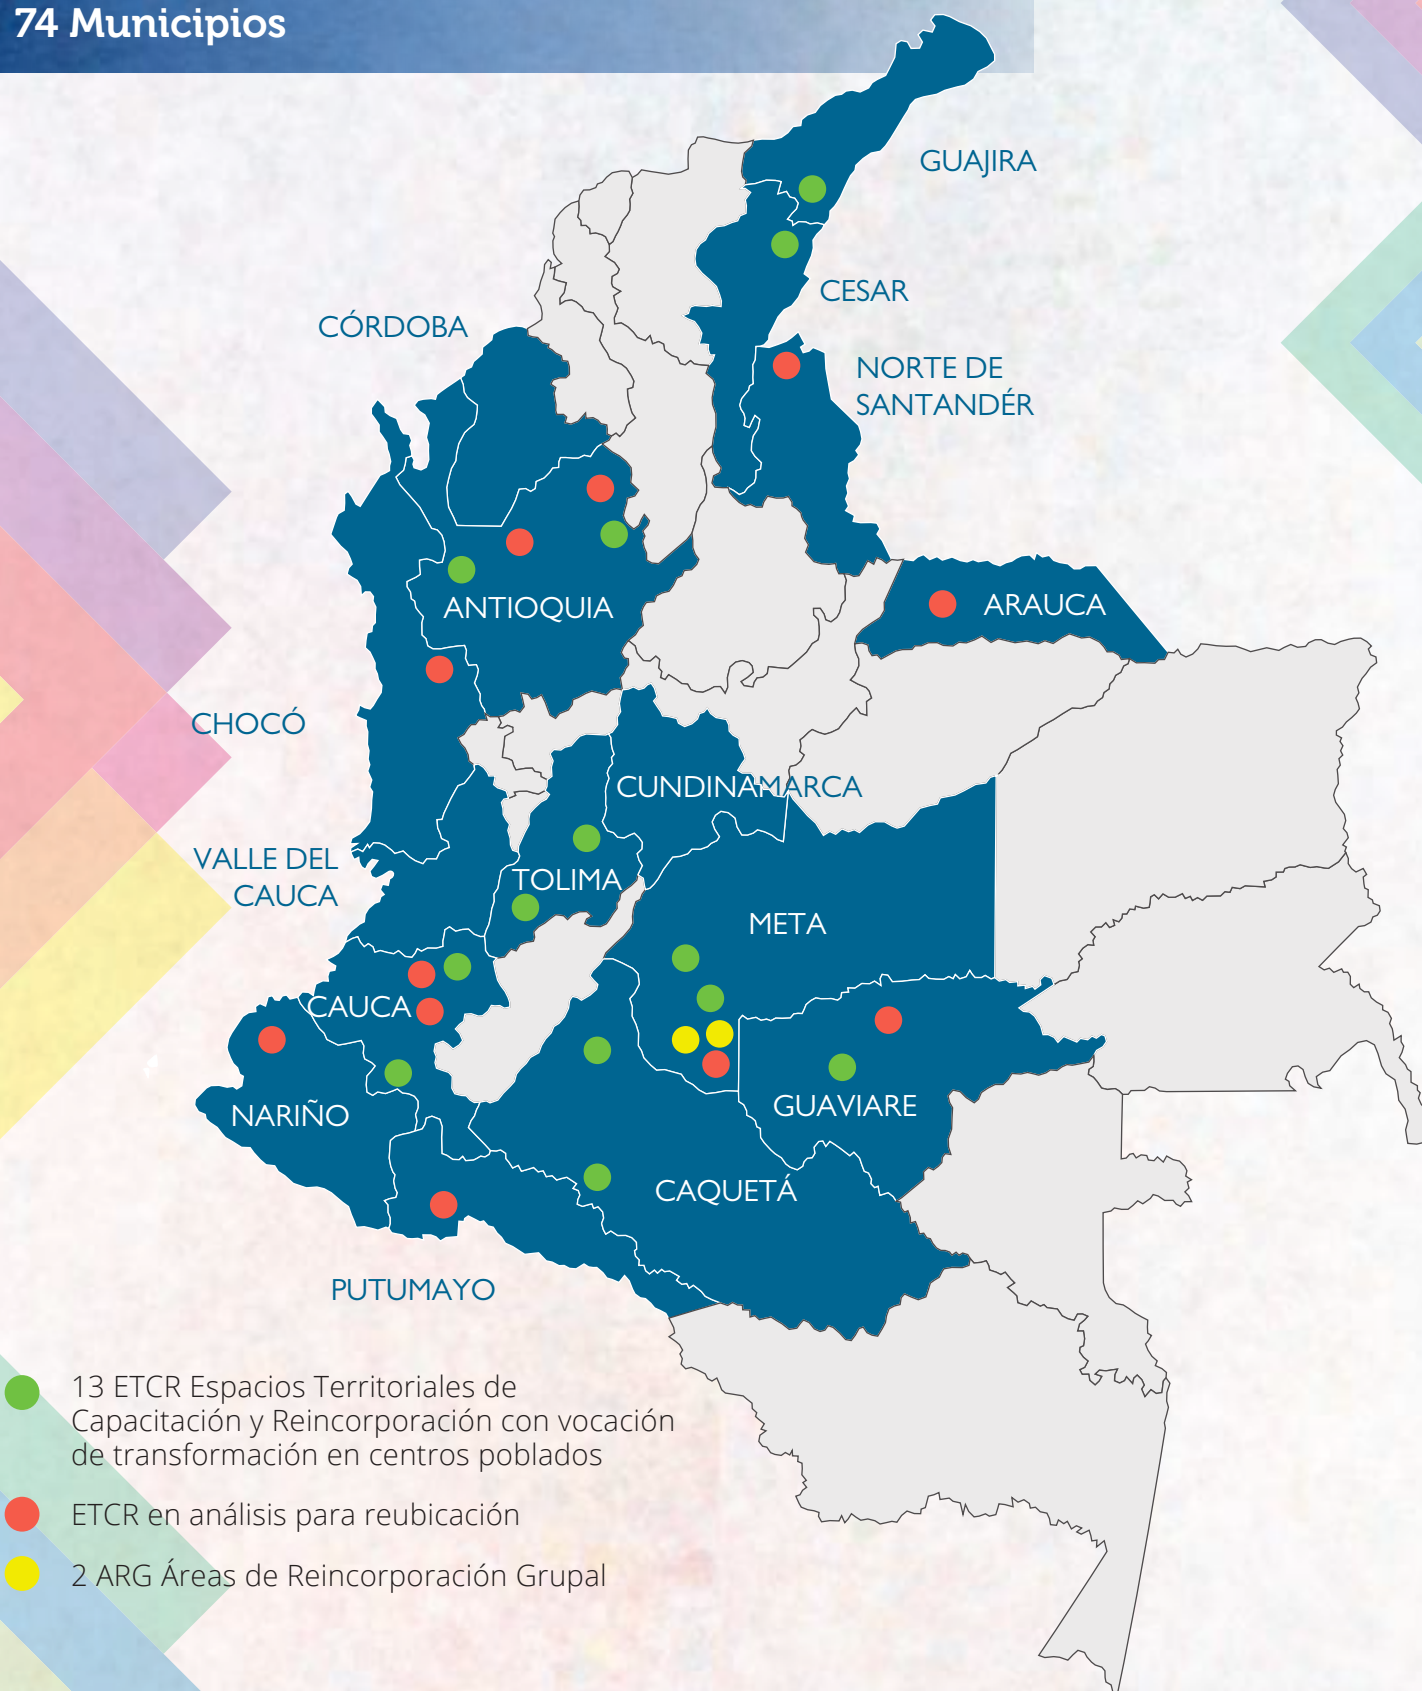 74 Municipios
GUAJIRA
CESAR
CÓRDOBA
NORTE DE
SANTANDÉR
ANTIOQUIA
ARAUCA
CHOCÓ
CUNDINAMARCA
VALLE DEL
CAUCA
TOLIMA
META
CAUCA
NARIÑO
GUAVIARE
CAQUETÁ
PUTUMAYO
13 ETCR Espacios Territoriales de
Capacitación y Reincorporación con vocación
de transformación en centros poblados
ETCR en análisis para reubicación
2 ARG Áreas de Reincorporación Grupal